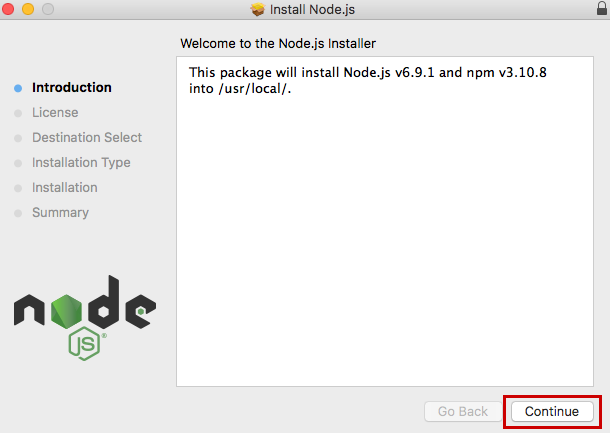 Install Node.js
Welcome to the Node.js Installer
Introduction
License
Destination Select
Installation Type
Installation
Summary
This package will install Node.js v6.9.1 and npm v3.10.8
into /usr/local/.
node
JS®
Go Back
Continue